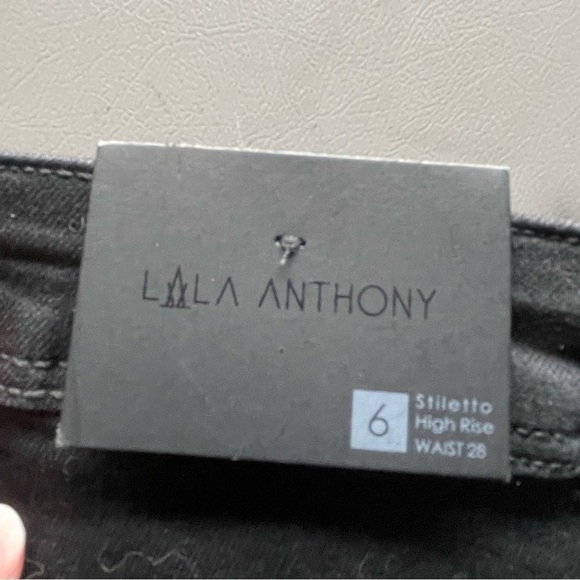 LALA ANTHONY
6
Stiletto
High Rise
WAIST 28